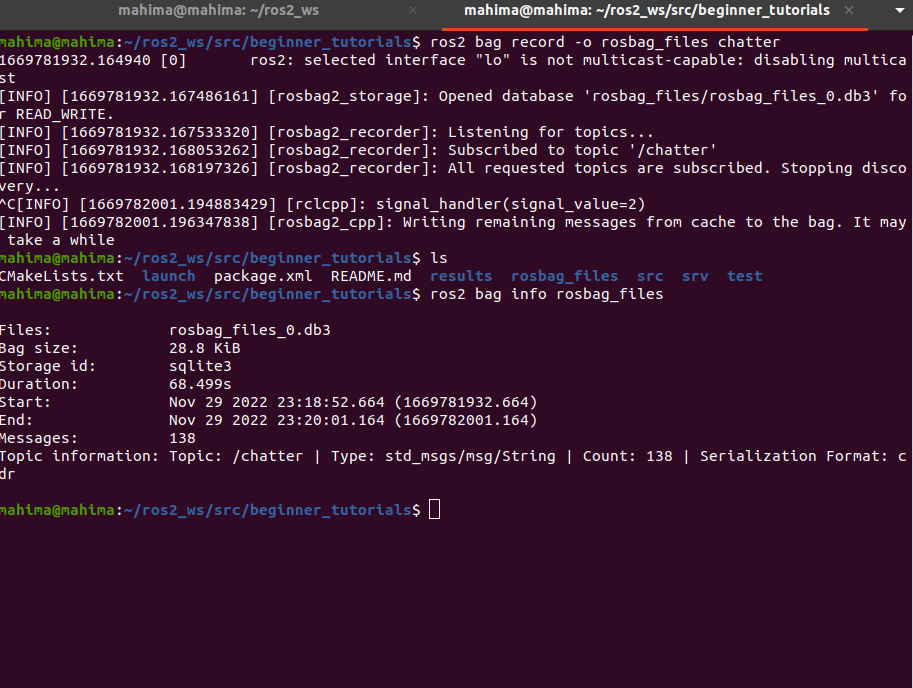 mahima@mahima: ~/ros2_ws × mahima@mahima: ~/ros2_ws/src/beginner_tutorials ×
mahima@mahima:~/ros2_ws/src/beginner_tutorials$ ros2 bag record -o rosbag_files chatter
1669781932.164940 [0]       ros2: selected interface "lo" is not multicast-capable: disabling multica
st
[INFO] [1669781932.167486161] [rosbag2_storage]: Opened database 'rosbag_files/rosbag_files_0.db3' fo
r READ_WRITE.
[INFO] [1669781932.167533320] [rosbag2_recorder]: Listening for topics...
[INFO] [1669781932.168053262] [rosbag2_recorder]: Subscribed to topic '/chatter'
[INFO] [1669781932.168197326] [rosbag2_recorder]: All requested topics are subscribed. Stopping disco
very...
^C[INFO] [1669782001.194883429] [rclcpp]: signal_handler(signal_value=2)
[INFO] [1669782001.196347838] [rosbag2_cpp]: Writing remaining messages from cache to the bag. It may
 take a while
mahima@mahima:~/ros2_ws/src/beginner_tutorials$ ls
CMakeLists.txt  launch  package.xml  README.md  results  rosbag_files  src  srv  test
mahima@mahima:~/ros2_ws/src/beginner_tutorials$ ros2 bag info rosbag_files
Files:             rosbag_files_0.db3
Bag size:          28.8 KiB
Storage id:        sqlite3
Duration:          68.499s
Start:             Nov 29 2022 23:18:52.664 (1669781932.664)
End:               Nov 29 2022 23:20:01.164 (1669782001.164)
Messages:          138
Topic information: Topic: /chatter | Type: std_msgs/msg/String | Count: 138 | Serialization Format: c
dr
mahima@mahima:~/ros2_ws/src/beginner_tutorials$